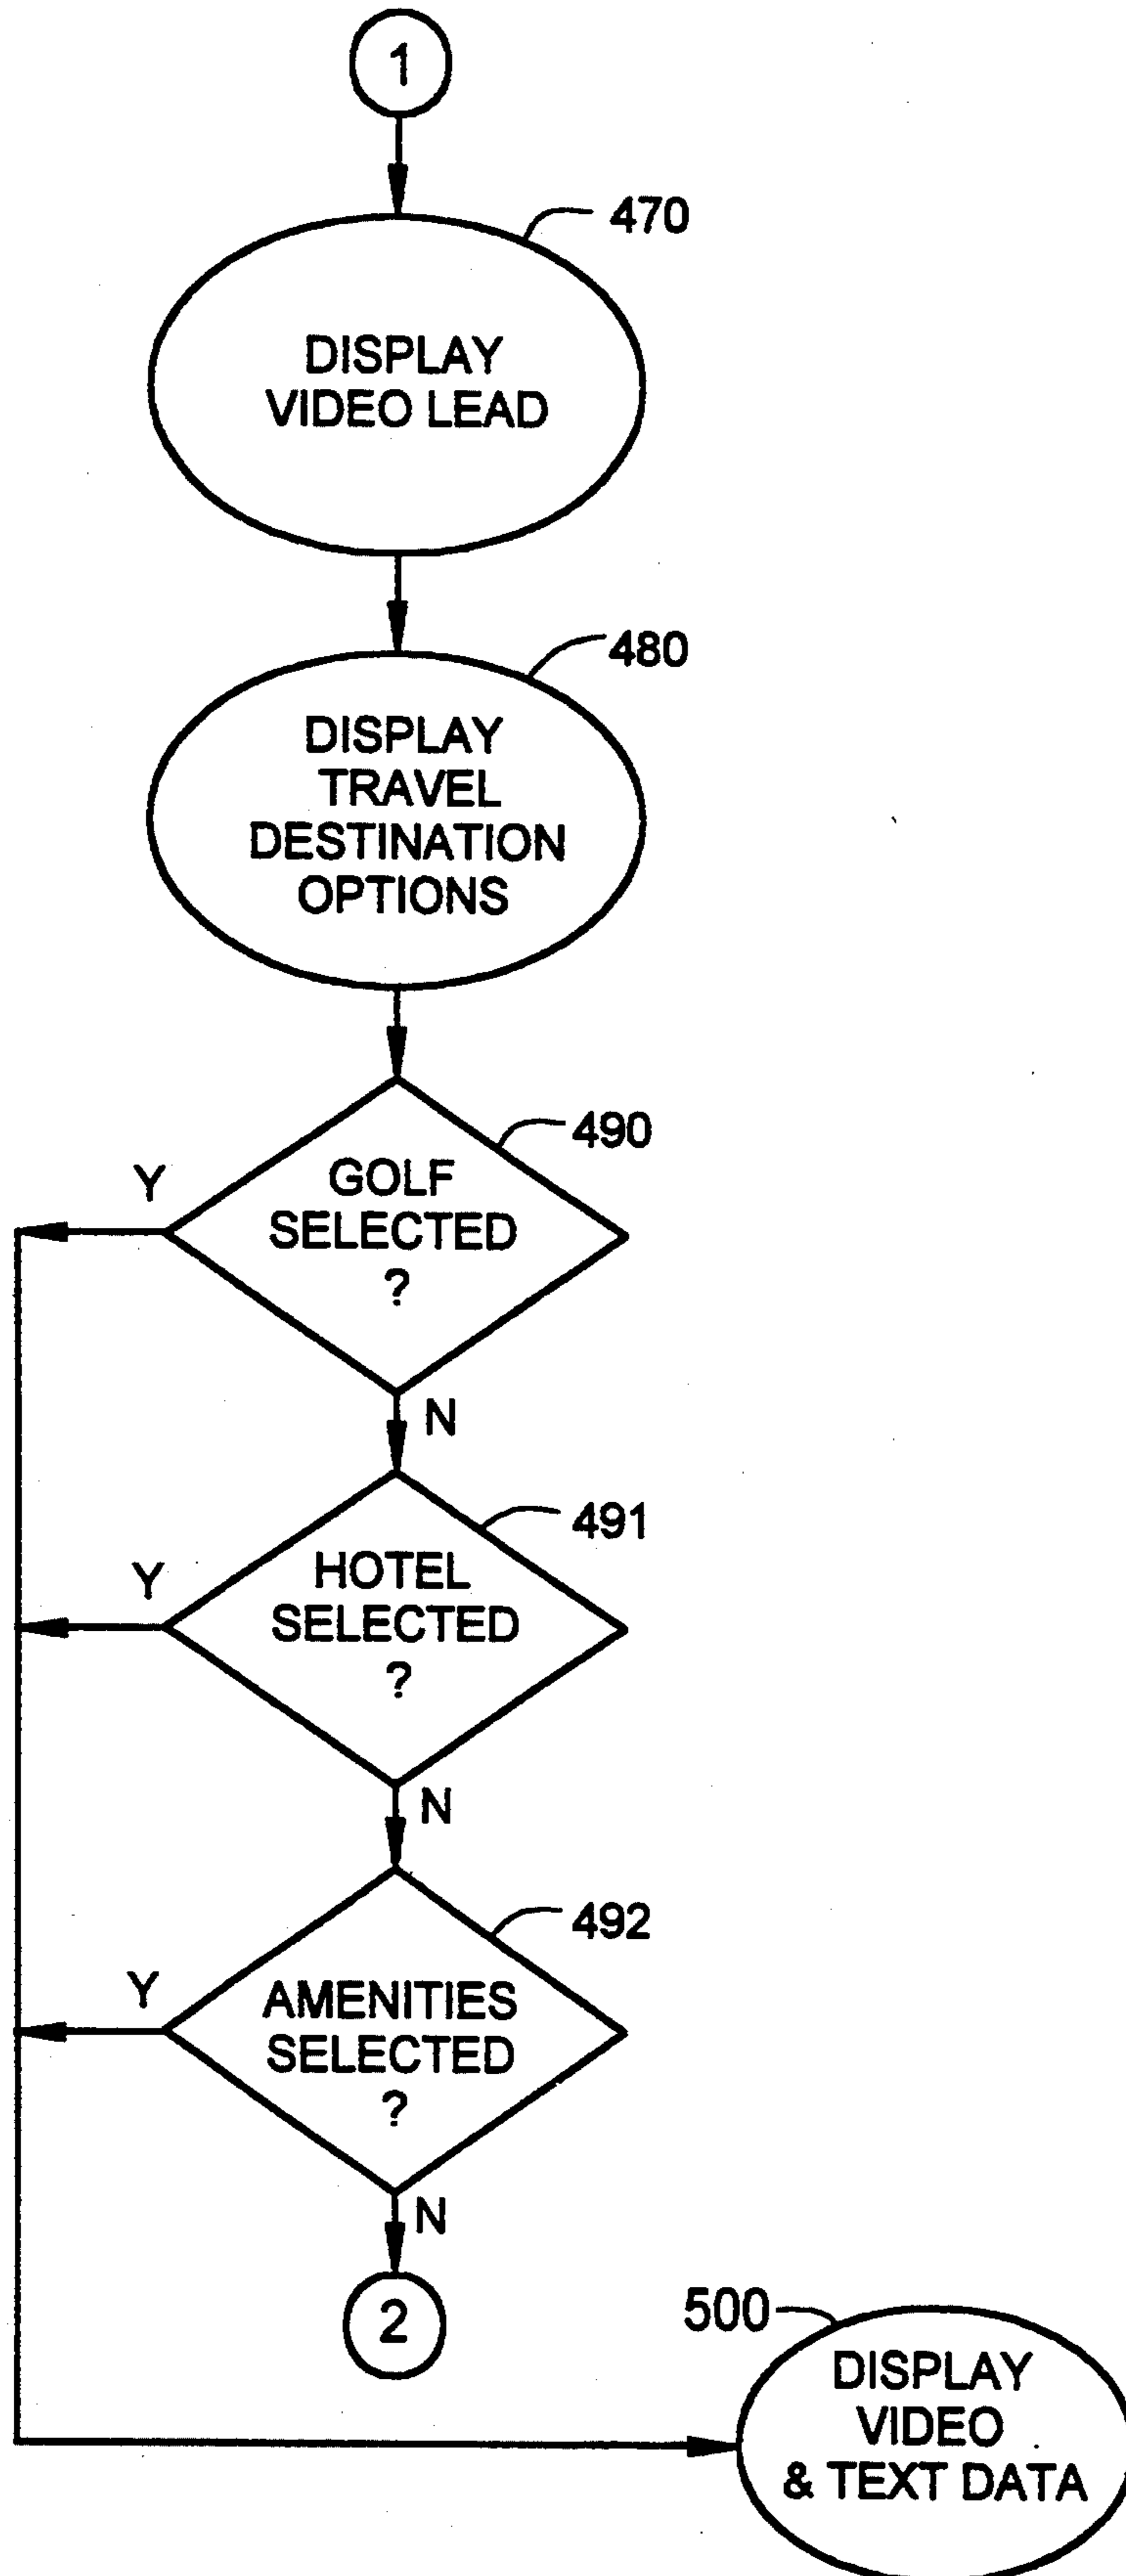 1
470
DISPLAY
VIDEO LEAD
480
DISPLAY
TRAVEL
DESTINATION
OPTIONS
490
Y
GOLF
SELECTED
?
N
491
Y
HOTEL
SELECTED
?
N
492
Y
AMENITIES
SELECTED
?
N
2
500
DISPLAY
VIDEO
& TEXT DATA